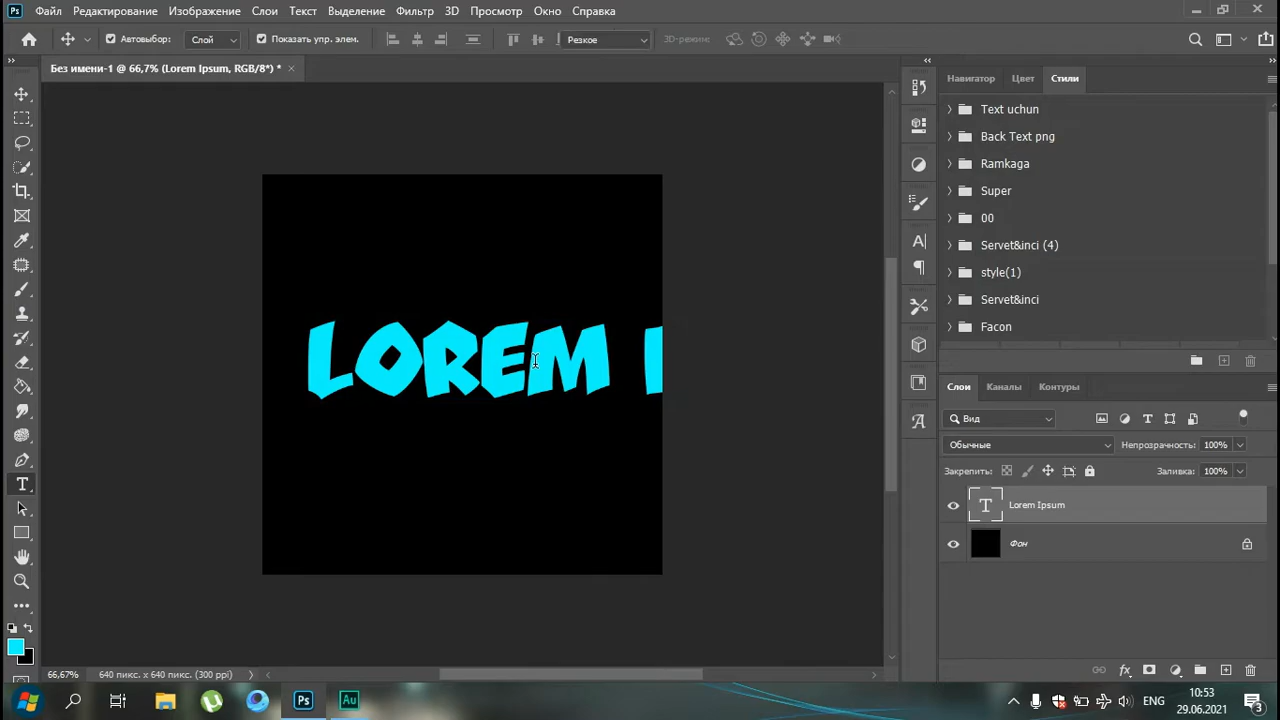 Ps Файл Редактирование Изображение Слои Текст Выделение Фильтр 3D Просмотр Окно Справка
Автовыбор: Слой Показать упр. элем. Резкое 3D-режим:
Без имени-1 @ 66,7% (Lorem Ipsum, RGB/8*) * ×
Навигатор Цвет Стили
Text uchun
Back Text png
Ramkaga
Super
00
Servet&inci (4)
style(1)
Servet&inci
Facon
LOREM I
Слои Каналы Контуры
Вид
Обычные Непрозрачность: 100%
Закрепить: Заливка: 100%
T Lorem Ipsum
Фон
66,67% 640 пикс. x 640 пикс. (300 ppi)
Ps Au ENG 10:53
29.06.2021 3